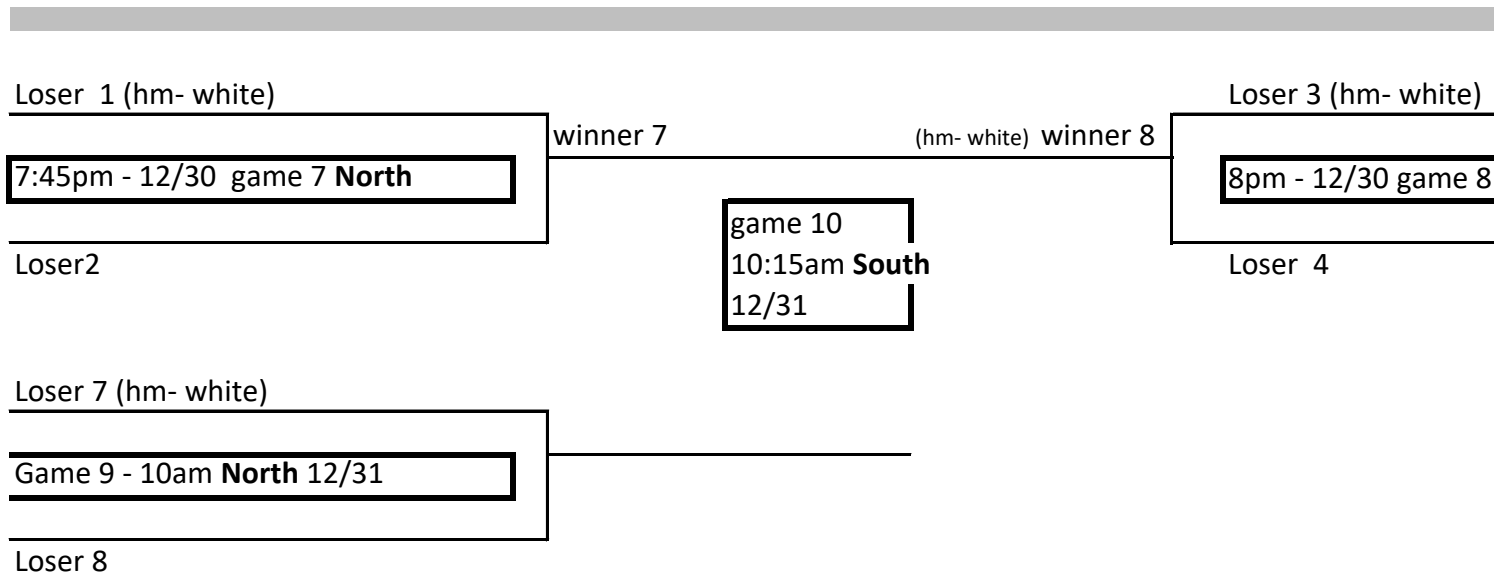 Loser  1 (hm- white)
Loser 3 (hm- white)
winner 7
(hm- white) winner 8
7:45pm - 12/30  game 7 North
8pm - 12/30 game 8
game 10
10:15am South
12/31
Loser2
Loser  4
Loser 7 (hm- white)
Game 9 - 10am North 12/31
Loser 8